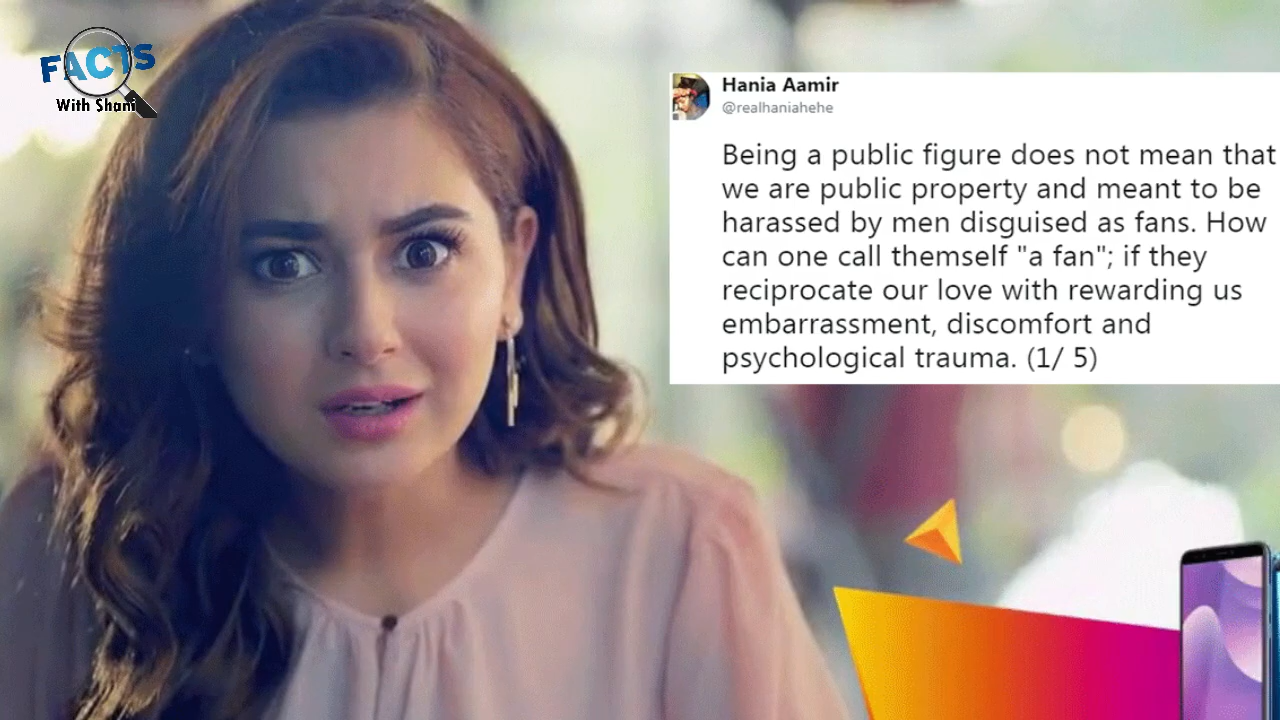 FACTS
With Shani
Hania Aamir
@realhaniahehe
Being a public figure does not mean that
we are public property and meant to be
harassed by men disguised as fans. How
can one call themself "a fan"; if they
reciprocate our love with rewarding us
embarrassment, discomfort and
psychological trauma. (1/ 5)